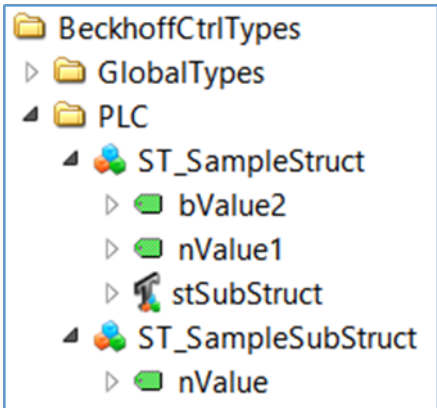 BeckhoffCtrlTypes
GlobalTypes
PLC
ST_SampleStruct
bValue2
nValue1
stSubStruct
ST_SampleSubStruct
nValue